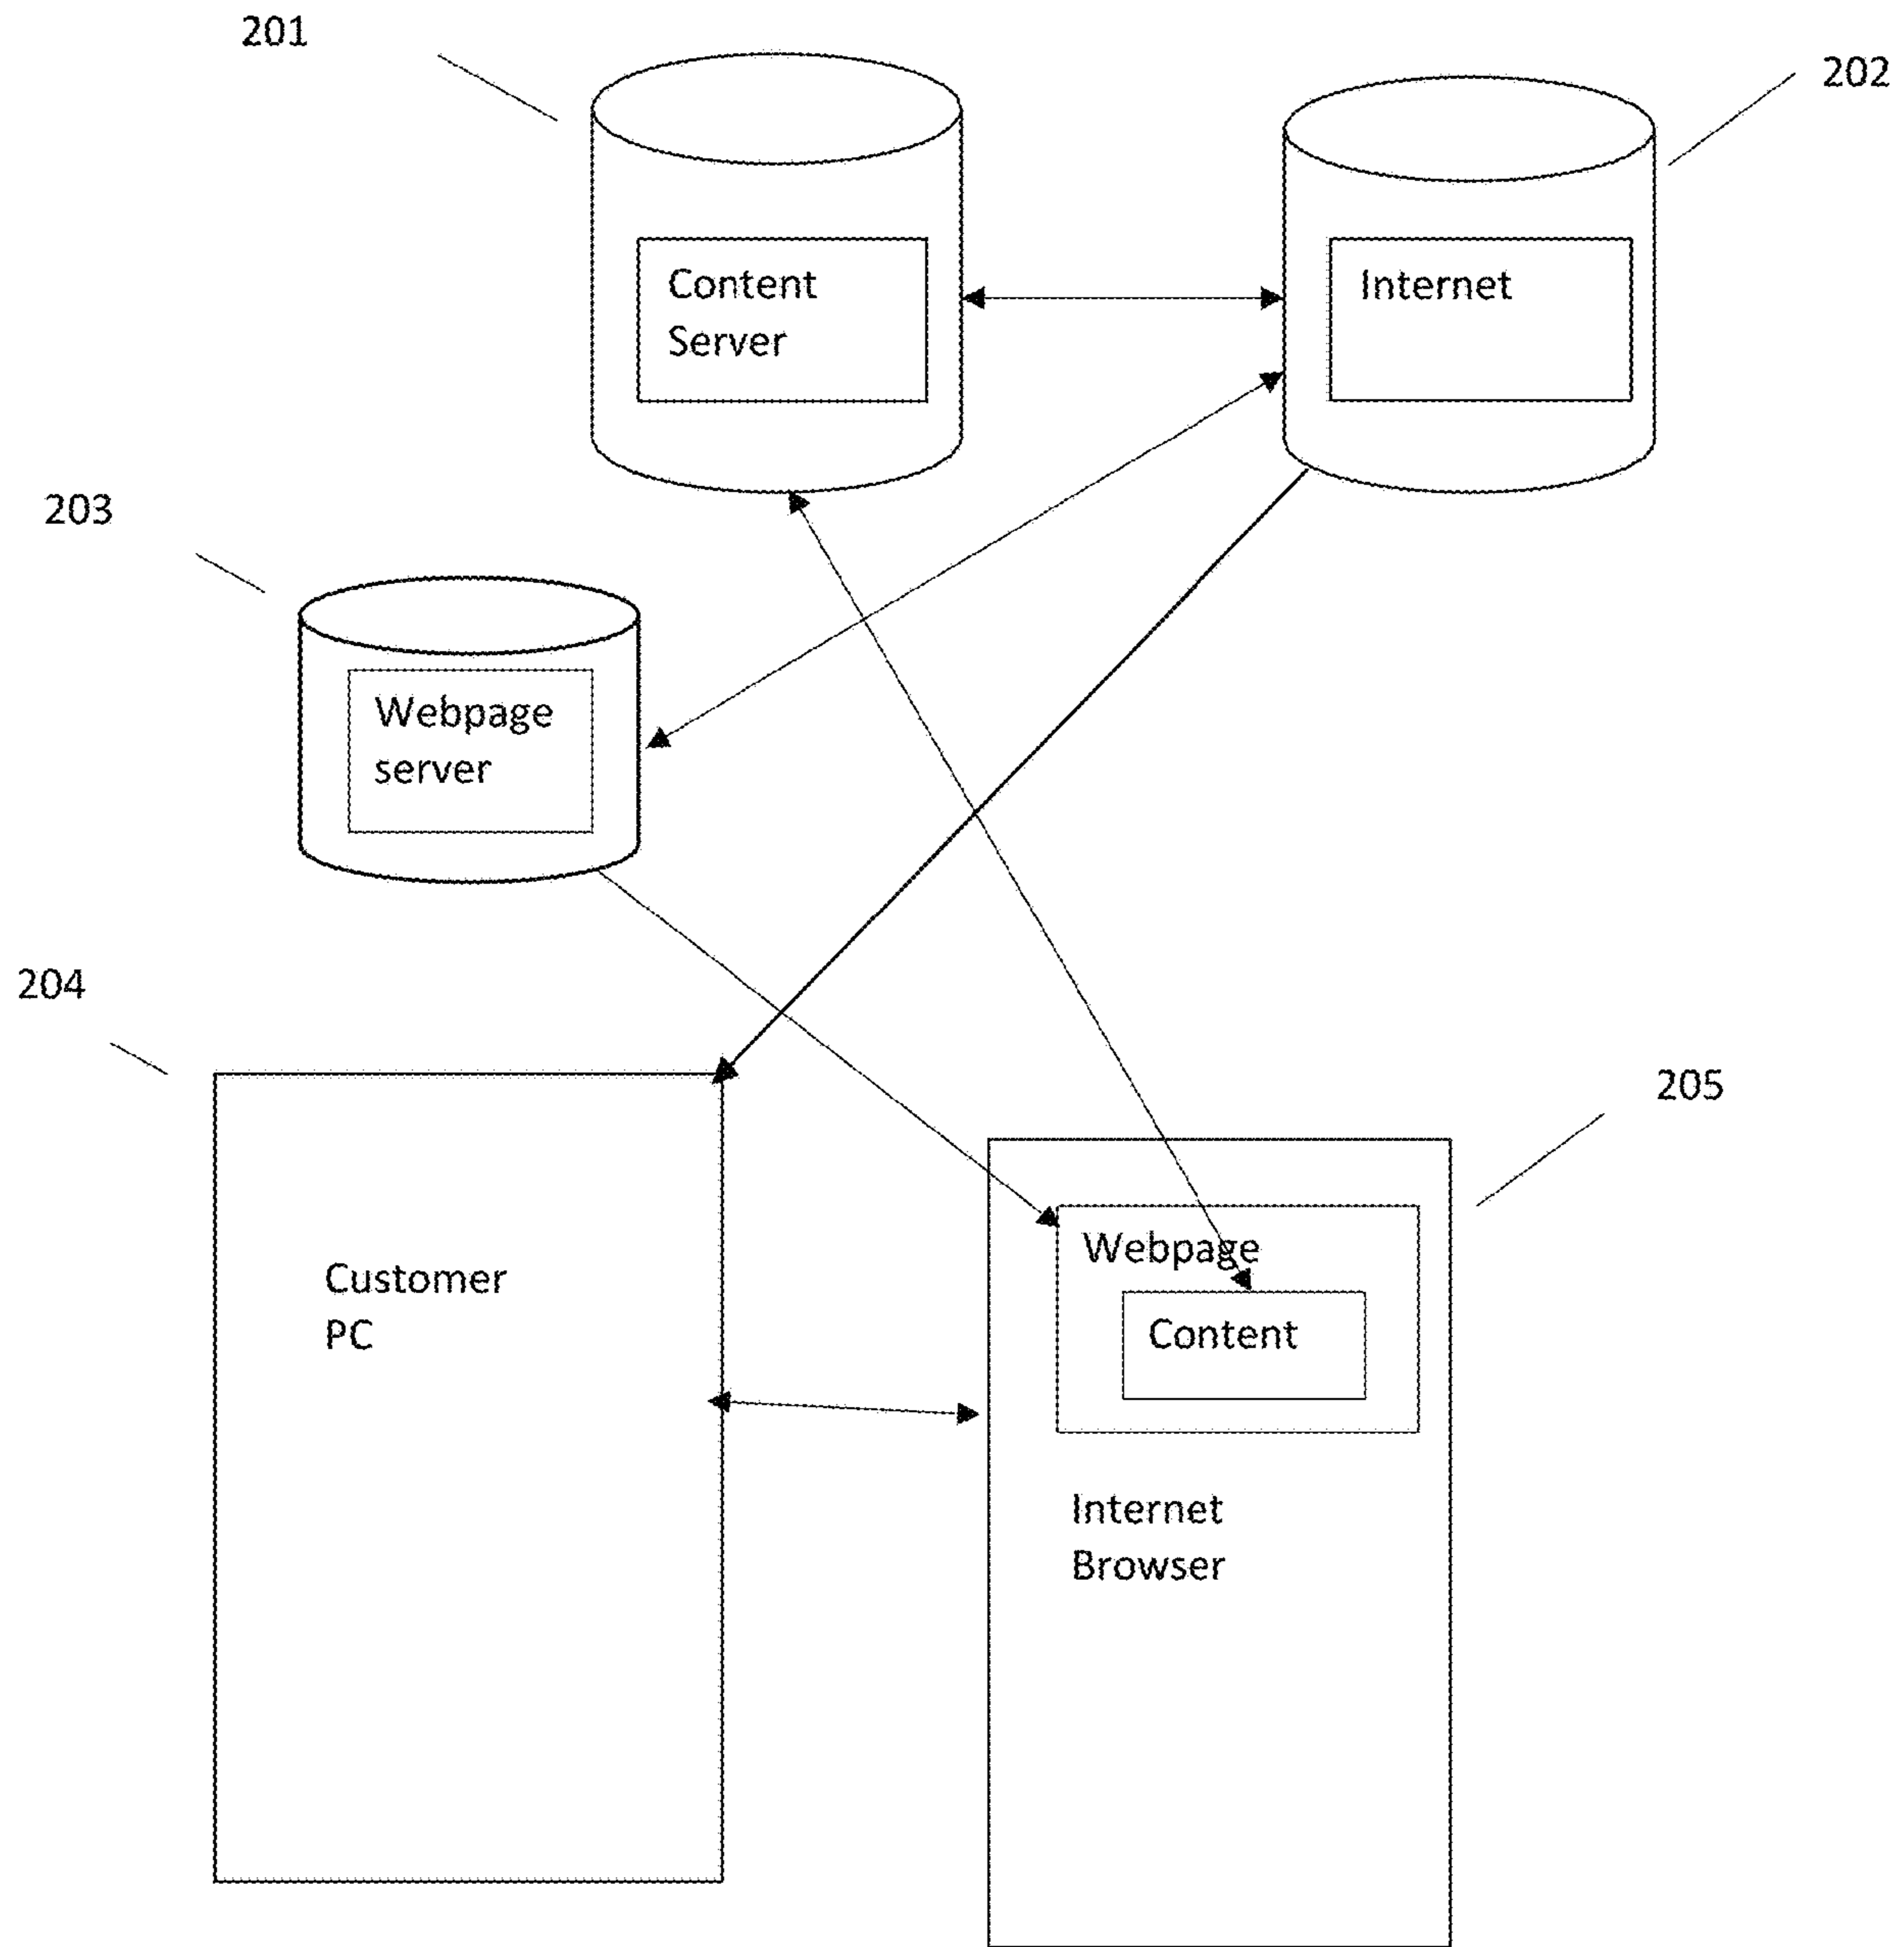 201
202
Content
Server
Internet
203
Webpage
server
204
205
Customer
PC
Webpage
Content
Internet
Browser